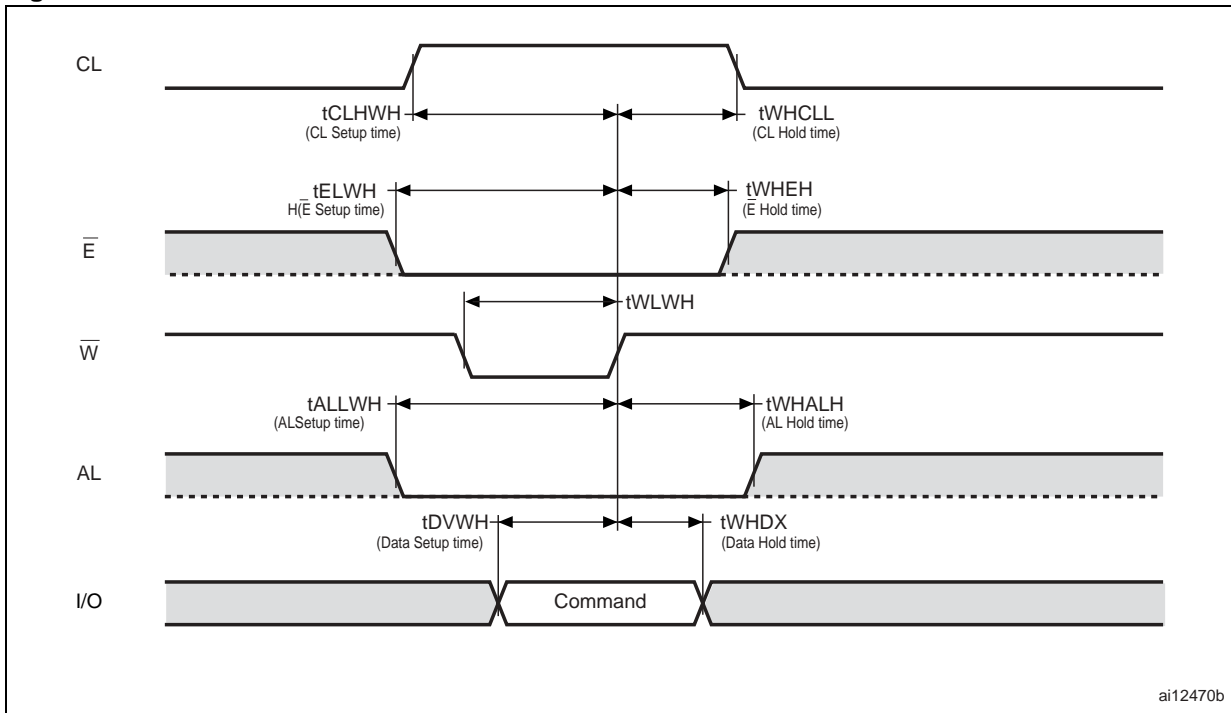 CL
tCLHWH
(CL Setup time)
tWHCLL
(CL Hold time)
tELWH
H(E̅ Setup time)
tWHEH
(E̅ Hold time)
E̅
tWLWH
W̅
tALLWH
(ALSetup time)
tWHALH
(AL Hold time)
AL
tDVWH
(Data Setup time)
tWHDX
(Data Hold time)
I/O
Command
ai12470b